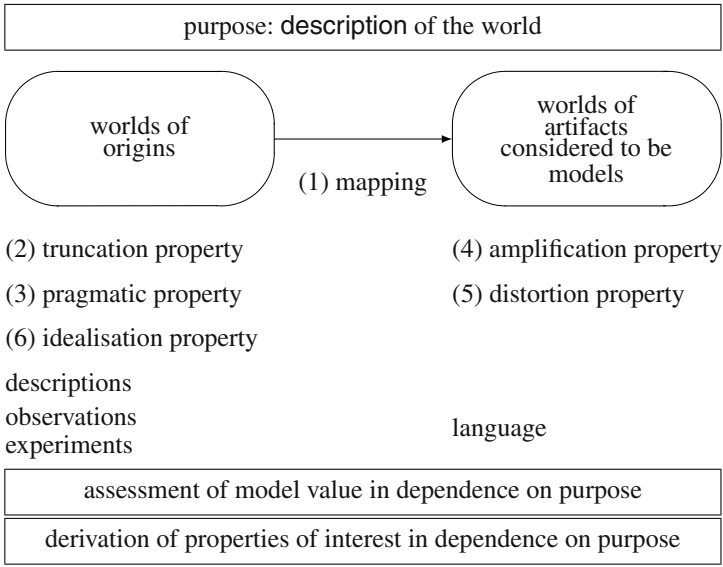 purpose: description of the world
worlds of
origins
(1) mapping
worlds of
artifacts
considered to be
models
(2) truncation property
(4) amplification property
(3) pragmatic property
(5) distortion property
(6) idealisation property
descriptions
observations
experiments
language
assessment of model value in dependence on purpose
derivation of properties of interest in dependence on purpose